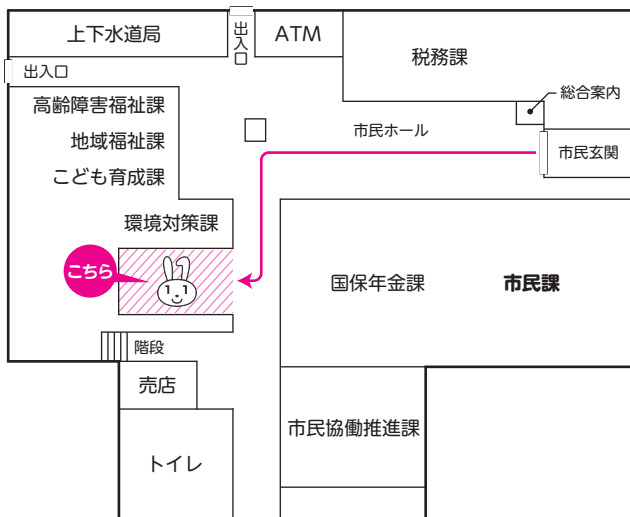 上下水道局
出入口
ATM
税務課
出入口
総合案内
高齢障害福祉課
地域福祉課
こども育成課
市民ホール
市民玄関
環境対策課
こちら
国保年金課
市民課
階段
売店
市民協働推進課
トイレ